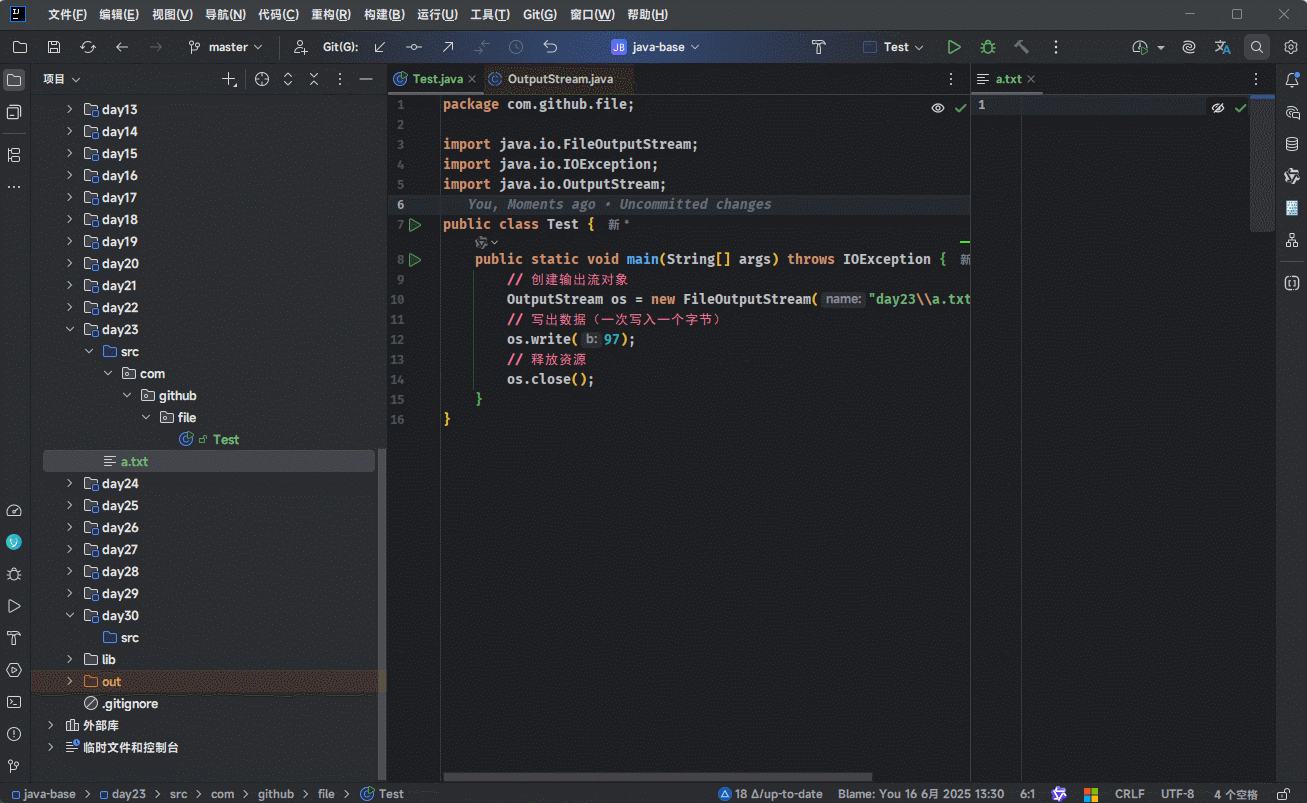 文件(F) 编辑(E) 视图(V) 导航(N) 代码(C) 重构(R) 构建(B) 运行(U) 工具(T) Git(G) 窗口(W) 帮助(H)
master Git(G): JB java-base Test
项目
Test.java OutputStream.java a.txt
day13
day14
day15
day16
day17
day18
day19
day20
day21
day22
day23
src
com
github
file
Test
a.txt
day24
day25
day26
day27
day28
day29
day30
src
lib
out
.gitignore
外部库
临时文件和控制台
1 package com.github.file;
2
3 import java.io.FileOutputStream;
4 import java.io.IOException;
5 import java.io.OutputStream;
6 You, Moments ago • Uncommitted changes
7 public class Test { 新 *
8 public static void main(String[] args) throws IOException { 新
9 // 创建输出流对象
10 OutputStream os = new FileOutputStream( name: "day23\\a.txt
11 // 写出数据（一次写入一个字节）
12 os.write( b: 97);
13 // 释放资源
14 os.close();
15 }
16 }
1
java-base > day23 > src > com > github > file > Test 18 Δ/up-to-date Blame: You 16 6月 2025 13:30 6:1 CRLF UTF-8 4 个空格